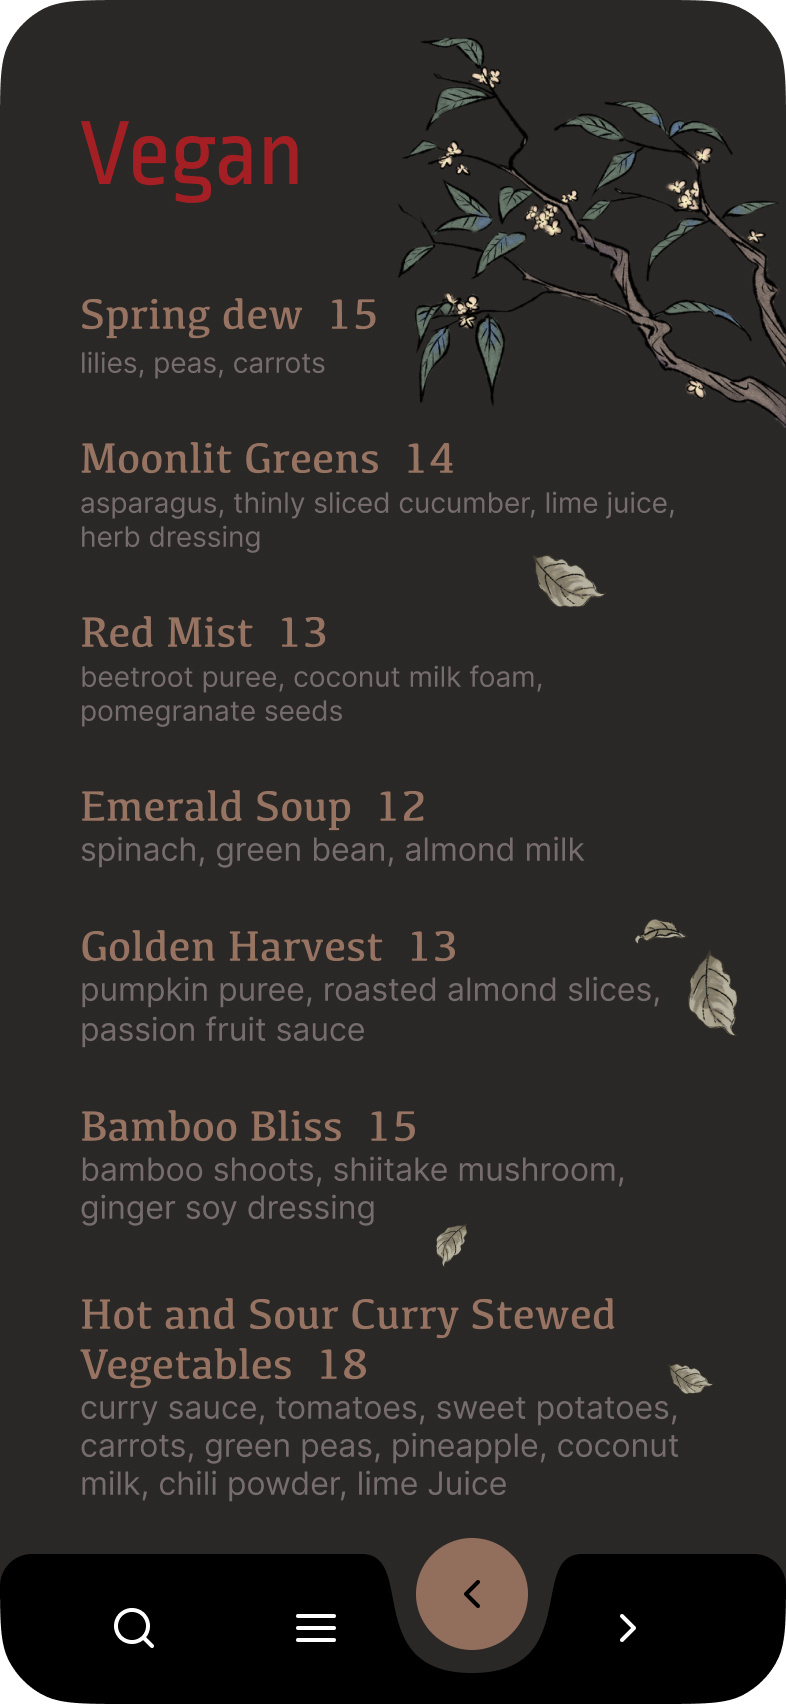 Vegan
Spring dew 15
lilies, peas, carrots
Moonlit Greens 14
asparagus, thinly sliced cucumber, lime juice,
herb dressing
Red Mist 13
beetroot puree, coconut milk foam,
pomegranate seeds
Emerald Soup 12
spinach, green bean, almond milk
Golden Harvest 13
pumpkin puree, roasted almond slices,
passion fruit sauce
Bamboo Bliss 15
bamboo shoots, shiitake mushroom,
ginger soy dressing
Hot and Sour Curry Stewed
Vegetables 18
curry sauce, tomatoes, sweet potatoes,
carrots, green peas, pineapple, coconut
milk, chili powder, lime Juice